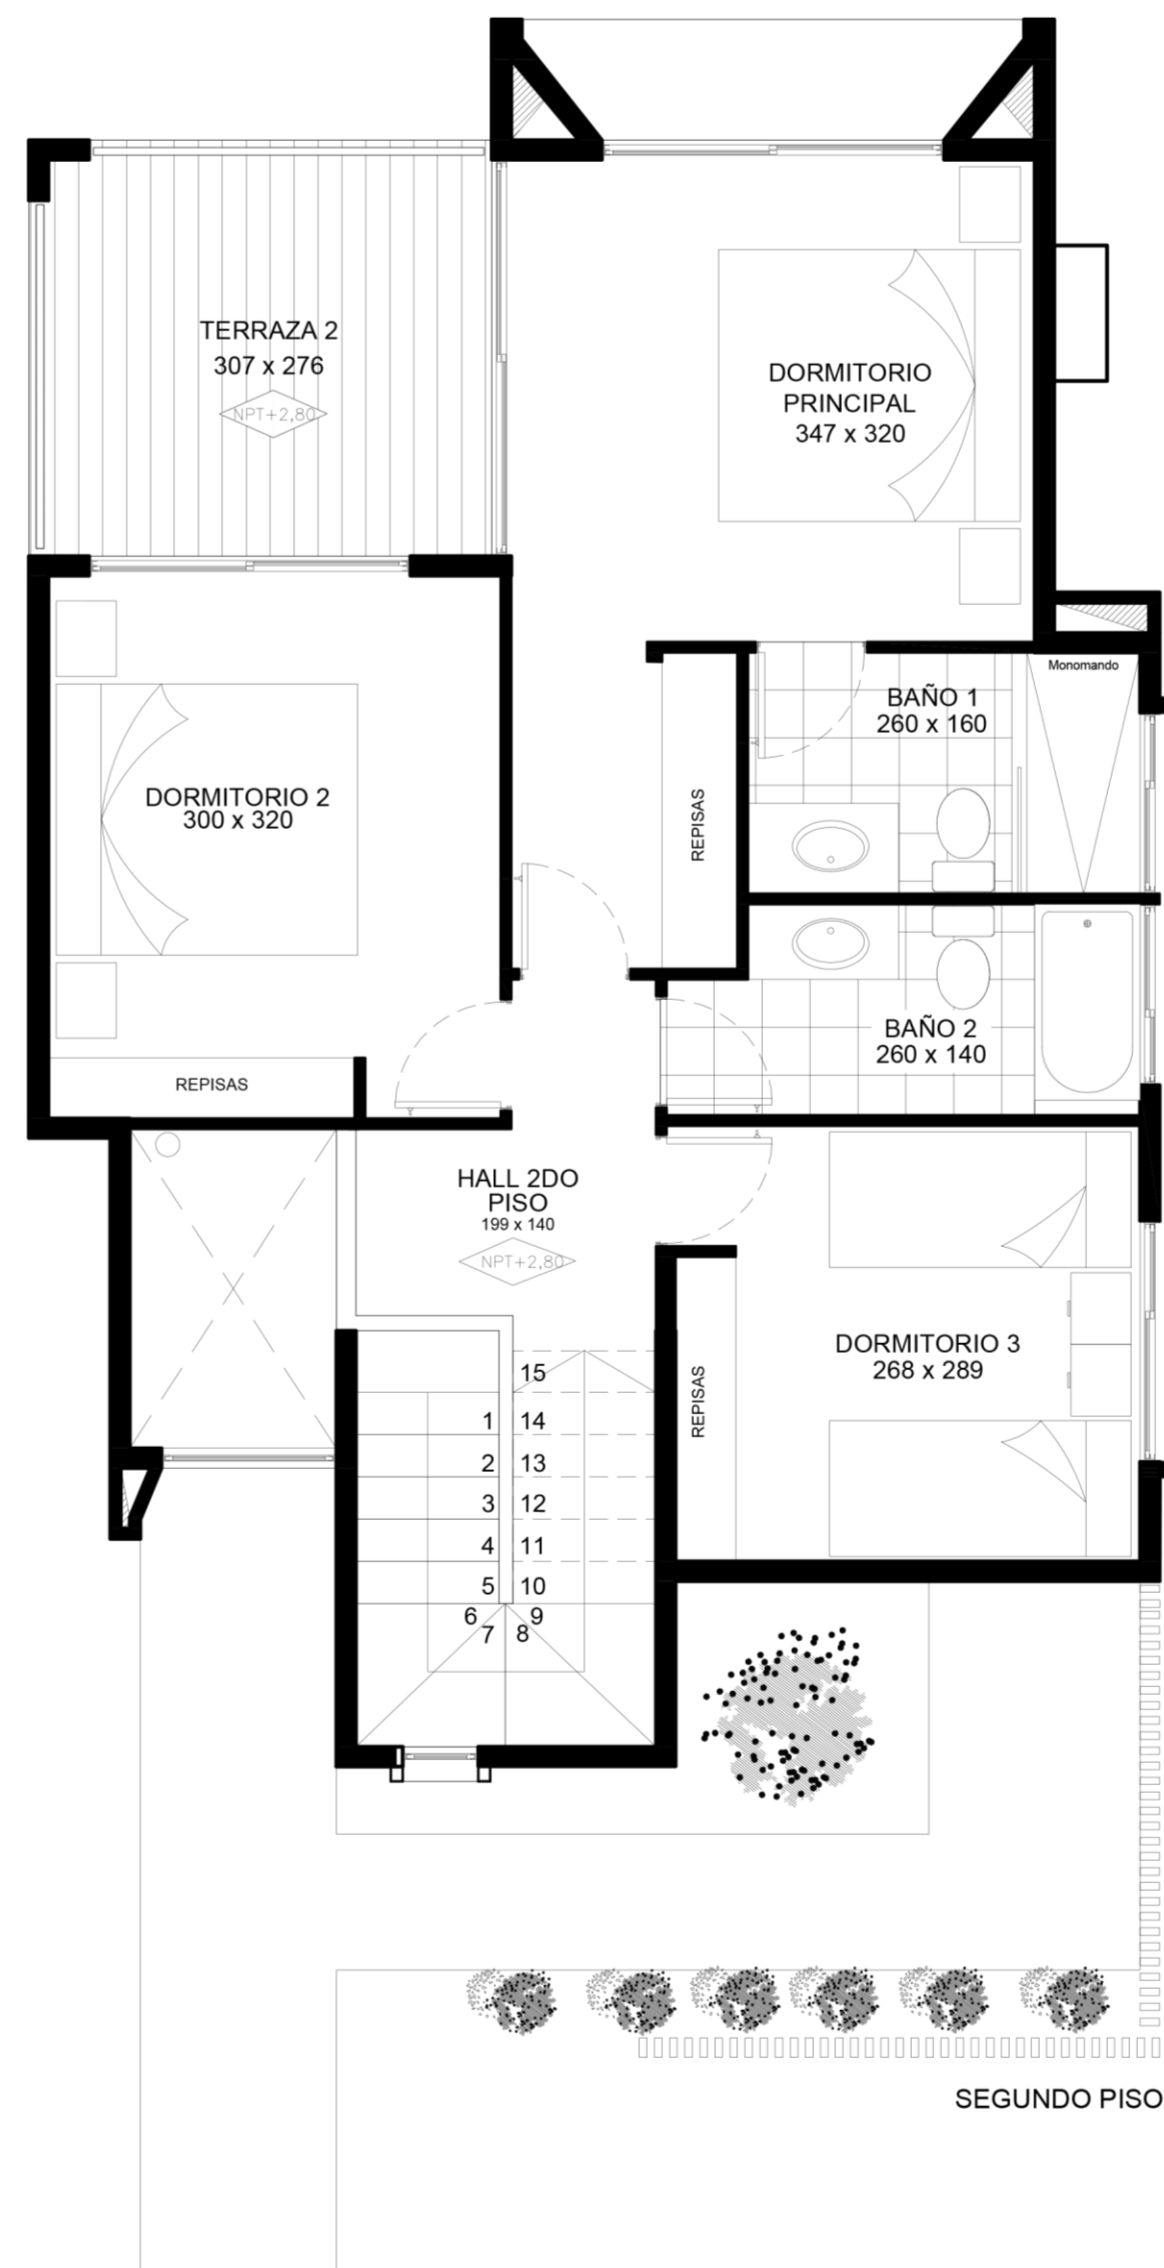 TERRAZA 2
307 x 276
NPT+2,80
DORMITORIO
PRINCIPAL
347 x 320
Monomando
BAÑO 1
260 x 160
REPISAS
DORMITORIO 2
300 x 320
BAÑO 2
260 x 140
REPISAS
HALL 2DO
PISO
199 x 140
NPT+2,80
DORMITORIO 3
268 x 289
REPISAS
15
1 14
2 13
3 12
4 11
5 10
6 9
7 8
SEGUNDO PISO